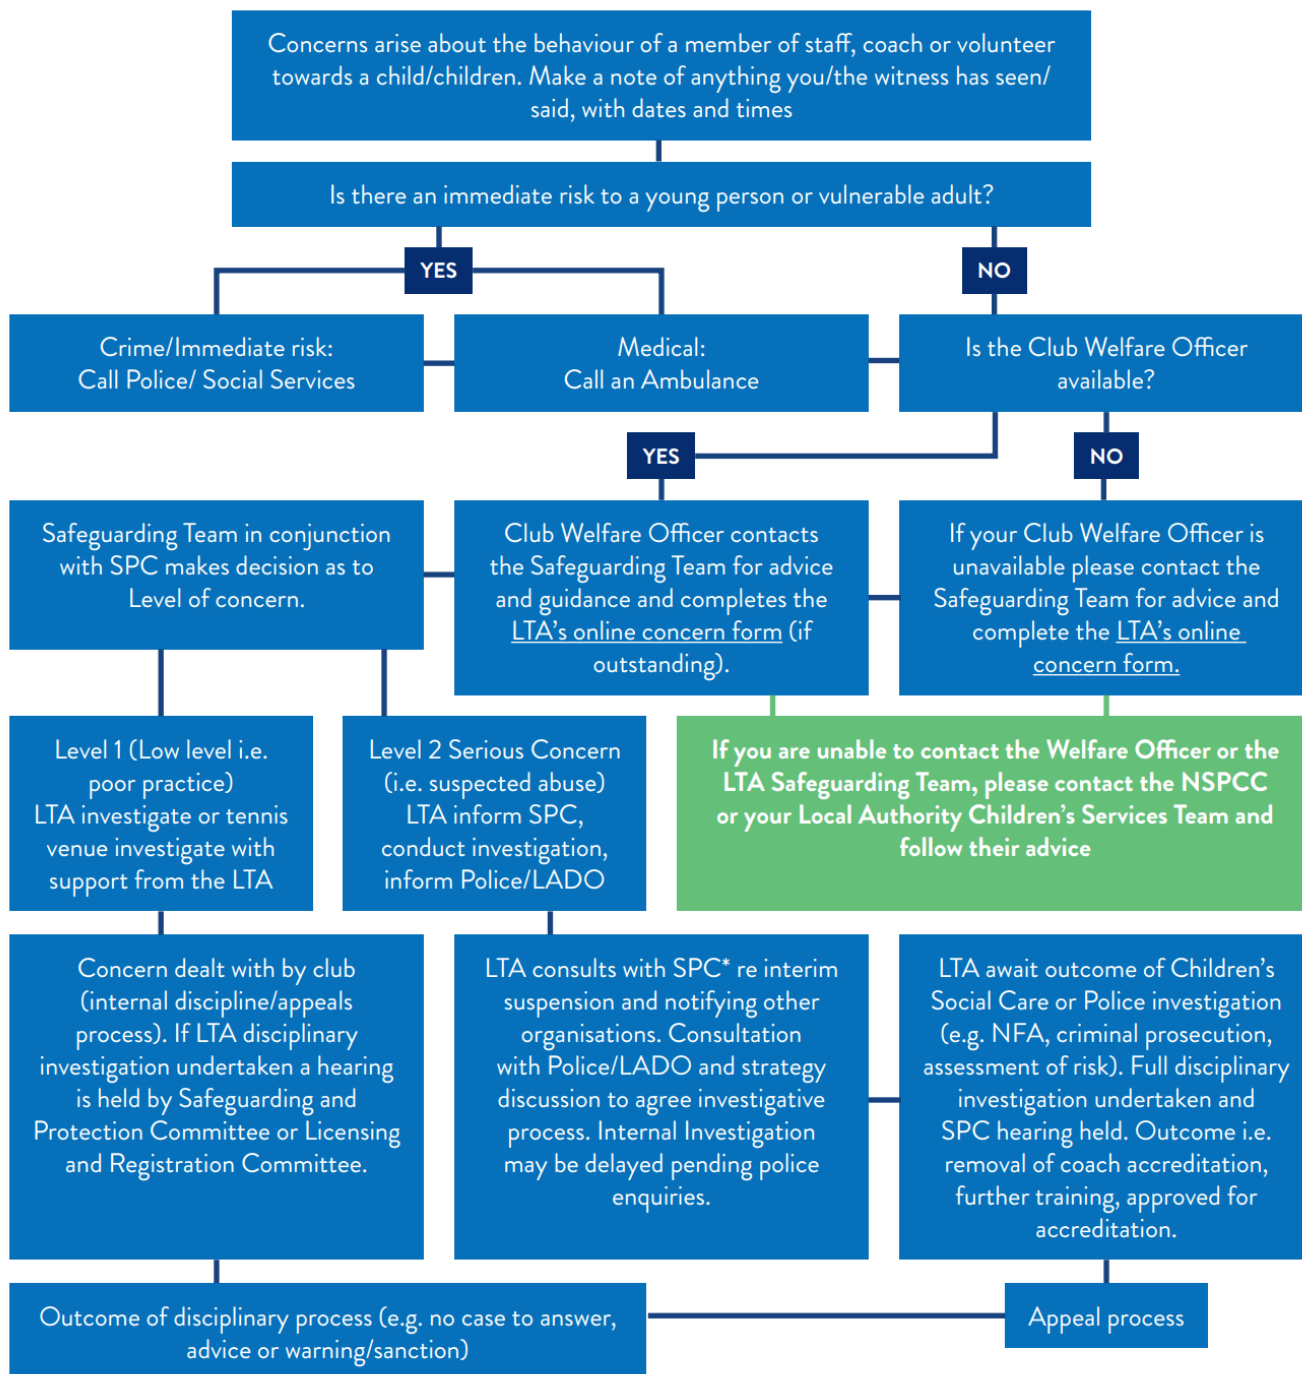 Concerns arise about the behaviour of a member of staff, coach or volunteer
towards a child/children. Make a note of anything you/the witness has seen/
said, with dates and times
Is there an immediate risk to a young person or vulnerable adult?
YES
NO
Crime/Immediate risk:
Call Police/ Social Services
Medical:
Call an Ambulance
Is the Club Welfare Officer
available?
YES
NO
Safeguarding Team in conjunction
with SPC makes decision as to
Level of concern.
Club Welfare Officer contacts
the Safeguarding Team for advice
and guidance and completes the
LTA's online concern form (if
outstanding).
If your Club Welfare Officer is
unavailable please contact the
Safeguarding Team for advice and
complete the LTA's online
concern form.
Level 1 (Low level i.e.
poor practice)
LTA investigate or tennis
venue investigate with
support from the LTA
Level 2 Serious Concern
(i.e. suspected abuse)
LTA inform SPC,
conduct investigation,
inform Police/LADO
If you are unable to contact the Welfare Officer or the
LTA Safeguarding Team, please contact the NSPCC
or your Local Authority Children's Services Team and
follow their advice
Concern dealt with by club
(internal discipline/appeals
process). If LTA disciplinary
investigation undertaken a hearing
is held by Safeguarding and
Protection Committee or Licensing
and Registration Committee.
LTA consults with SPC* re interim
suspension and notifying other
organisations. Consultation
with Police/LADO and strategy
discussion to agree investigative
process. Internal Investigation
may be delayed pending police
enquiries.
LTA await outcome of Children's
Social Care or Police investigation
(e.g. NFA, criminal prosecution,
assessment of risk). Full disciplinary
investigation undertaken and
SPC hearing held. Outcome i.e.
removal of coach accreditation,
further training, approved for
accreditation.
Outcome of disciplinary process (e.g. no case to answer,
advice or warning/sanction)
Appeal process